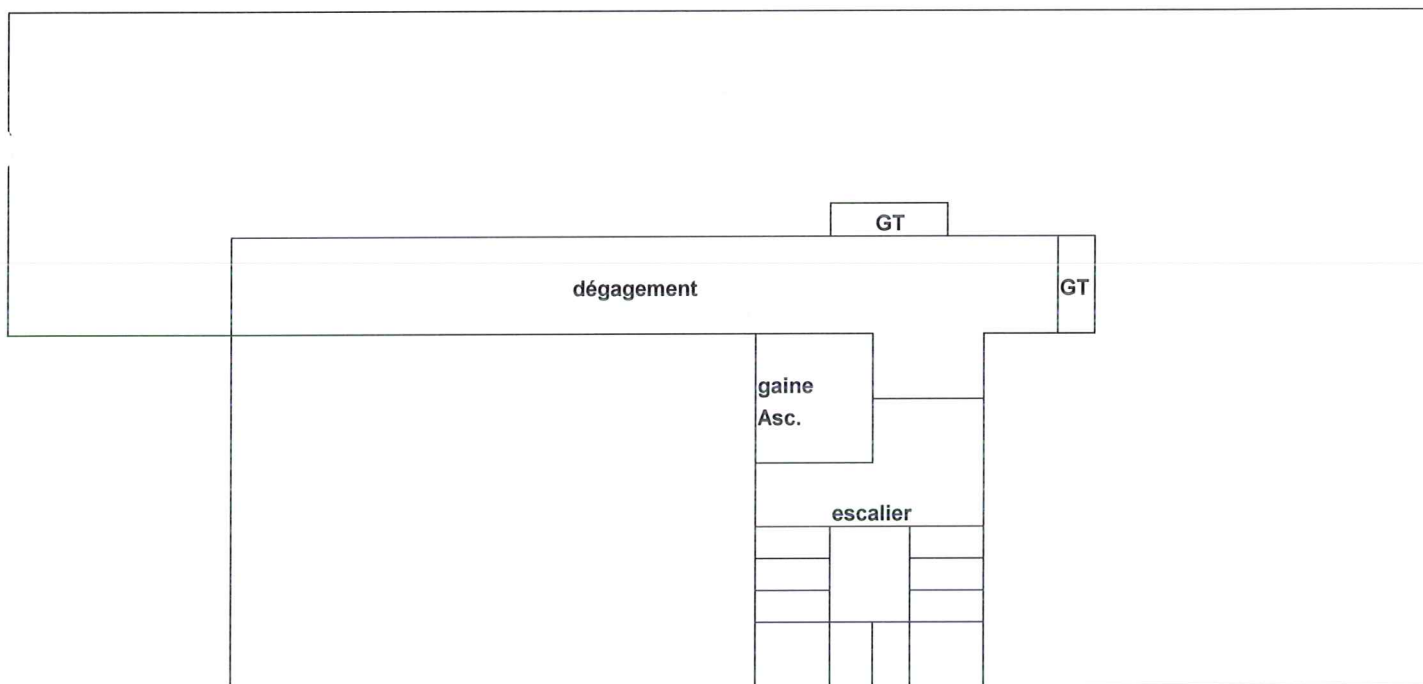 GT
dégagement
GT
gaine
Asc.
escalier